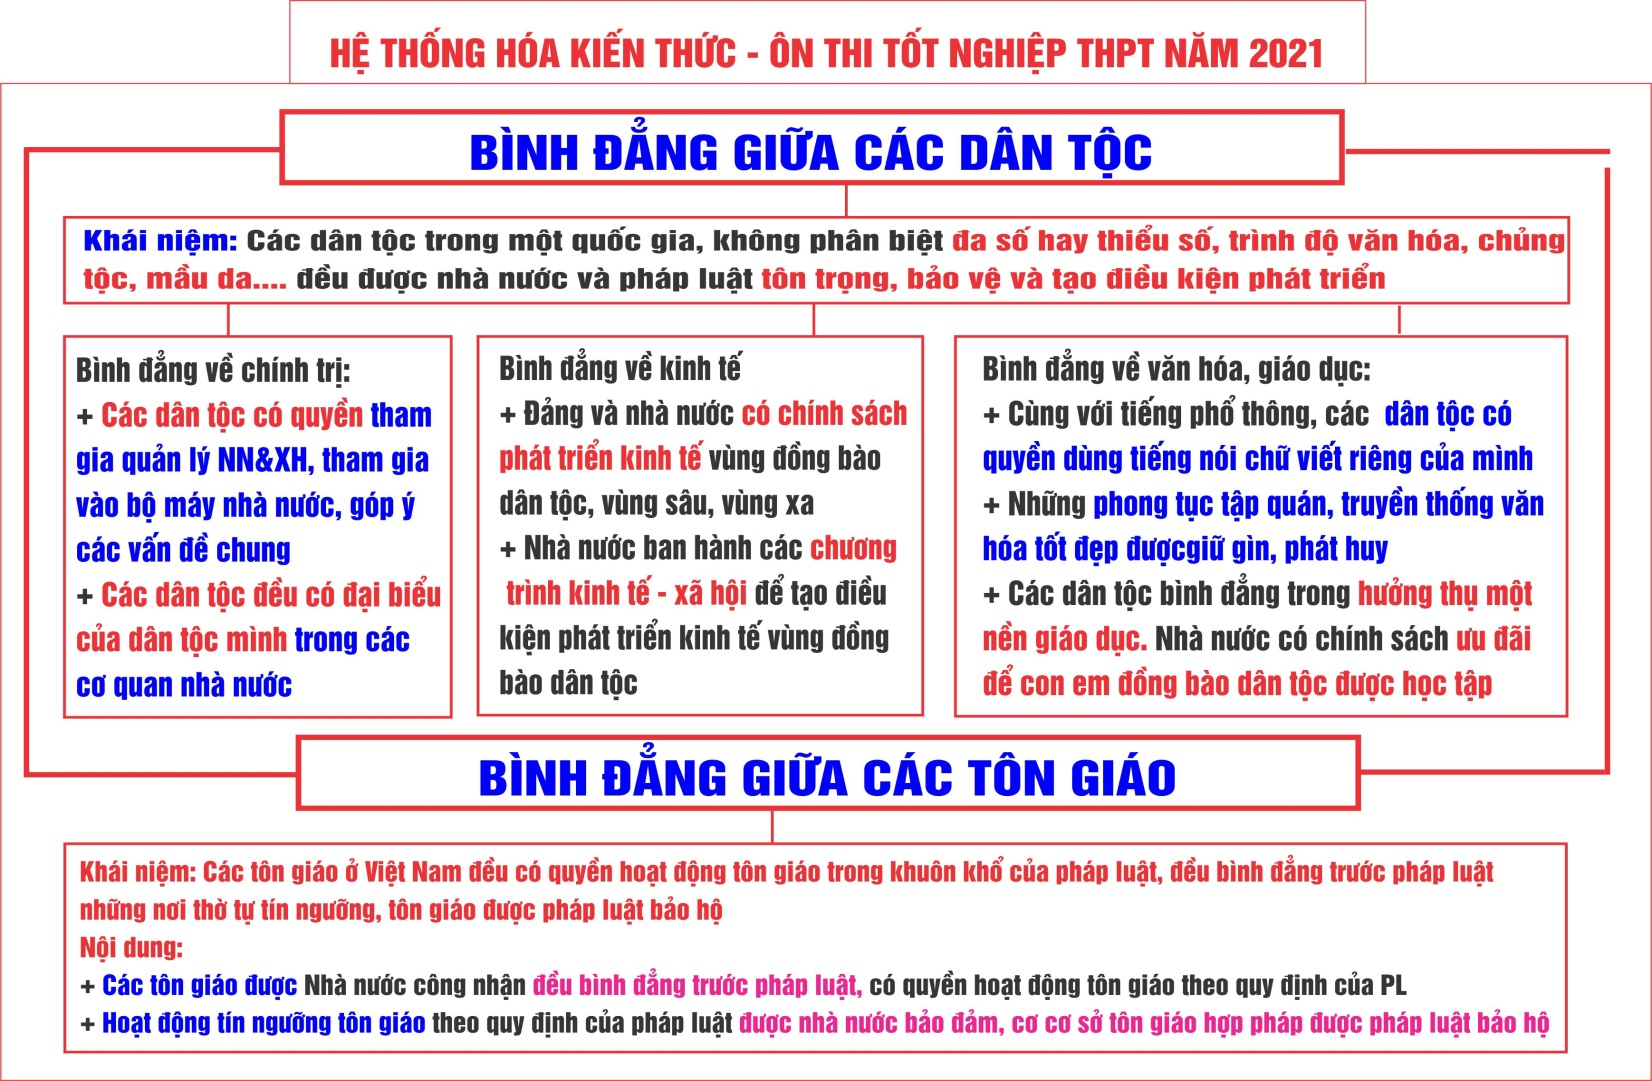 HỆ THỐNG HÓA KIẾN THỨC - ÔN THI TỐT NGHIỆP THPT NĂM 2021
BÌNH ĐẲNG GIỮA CÁC DÂN TỘC
Khái niệm: Các dân tộc trong một quốc gia, không phân biệt đa số hay thiểu số, trình độ văn hóa, chủng
tộc, mầu da.... đều được nhà nước và pháp luật tôn trọng, bảo vệ và tạo điều kiện phát triển
Bình đẳng về chính trị:
+ Các dân tộc có quyền tham
gia quản lý NN&XH, tham gia
vào bộ máy nhà nước, góp ý
các vấn đề chung
+ Các dân tộc đều có đại biểu
của dân tộc mình trong các
cơ quan nhà nước
Bình đẳng về kinh tế
+ Đảng và nhà nước có chính sách
phát triển kinh tế vùng đồng bào
dân tộc, vùng sâu, vùng xa
+ Nhà nước ban hành các chương
trình kinh tế - xã hội để tạo điều
kiện phát triển kinh tế vùng đồng
bào dân tộc
Bình đẳng về văn hóa, giáo dục:
+ Cùng với tiếng phổ thông, các dân tộc có
quyền dùng tiếng nói chữ viết riêng của mình
+ Những phong tục tập quán, truyền thống văn
hóa tốt đẹp đượcgiữ gìn, phát huy
+ Các dân tộc bình đẳng trong hưởng thụ một
nền giáo dục. Nhà nước có chính sách ưu đãi
để con em đồng bào dân tộc được học tập
BÌNH ĐẲNG GIỮA CÁC TÔN GIÁO
Khái niệm: Các tôn giáo ở Việt Nam đều có quyền hoạt động tôn giáo trong khuôn khổ của pháp luật, đều bình đẳng trước pháp luật
những nơi thờ tự tín ngưỡng, tôn giáo được pháp luật bảo hộ
Nội dung:
+ Các tôn giáo được Nhà nước công nhận đều bình đẳng trước pháp luật, có quyền hoạt động tôn giáo theo quy định của PL
+ Hoạt động tín ngưỡng tôn giáo theo quy định của pháp luật được nhà nước bảo đảm, cơ cơ sở tôn giáo hợp pháp được pháp luật bảo hộ